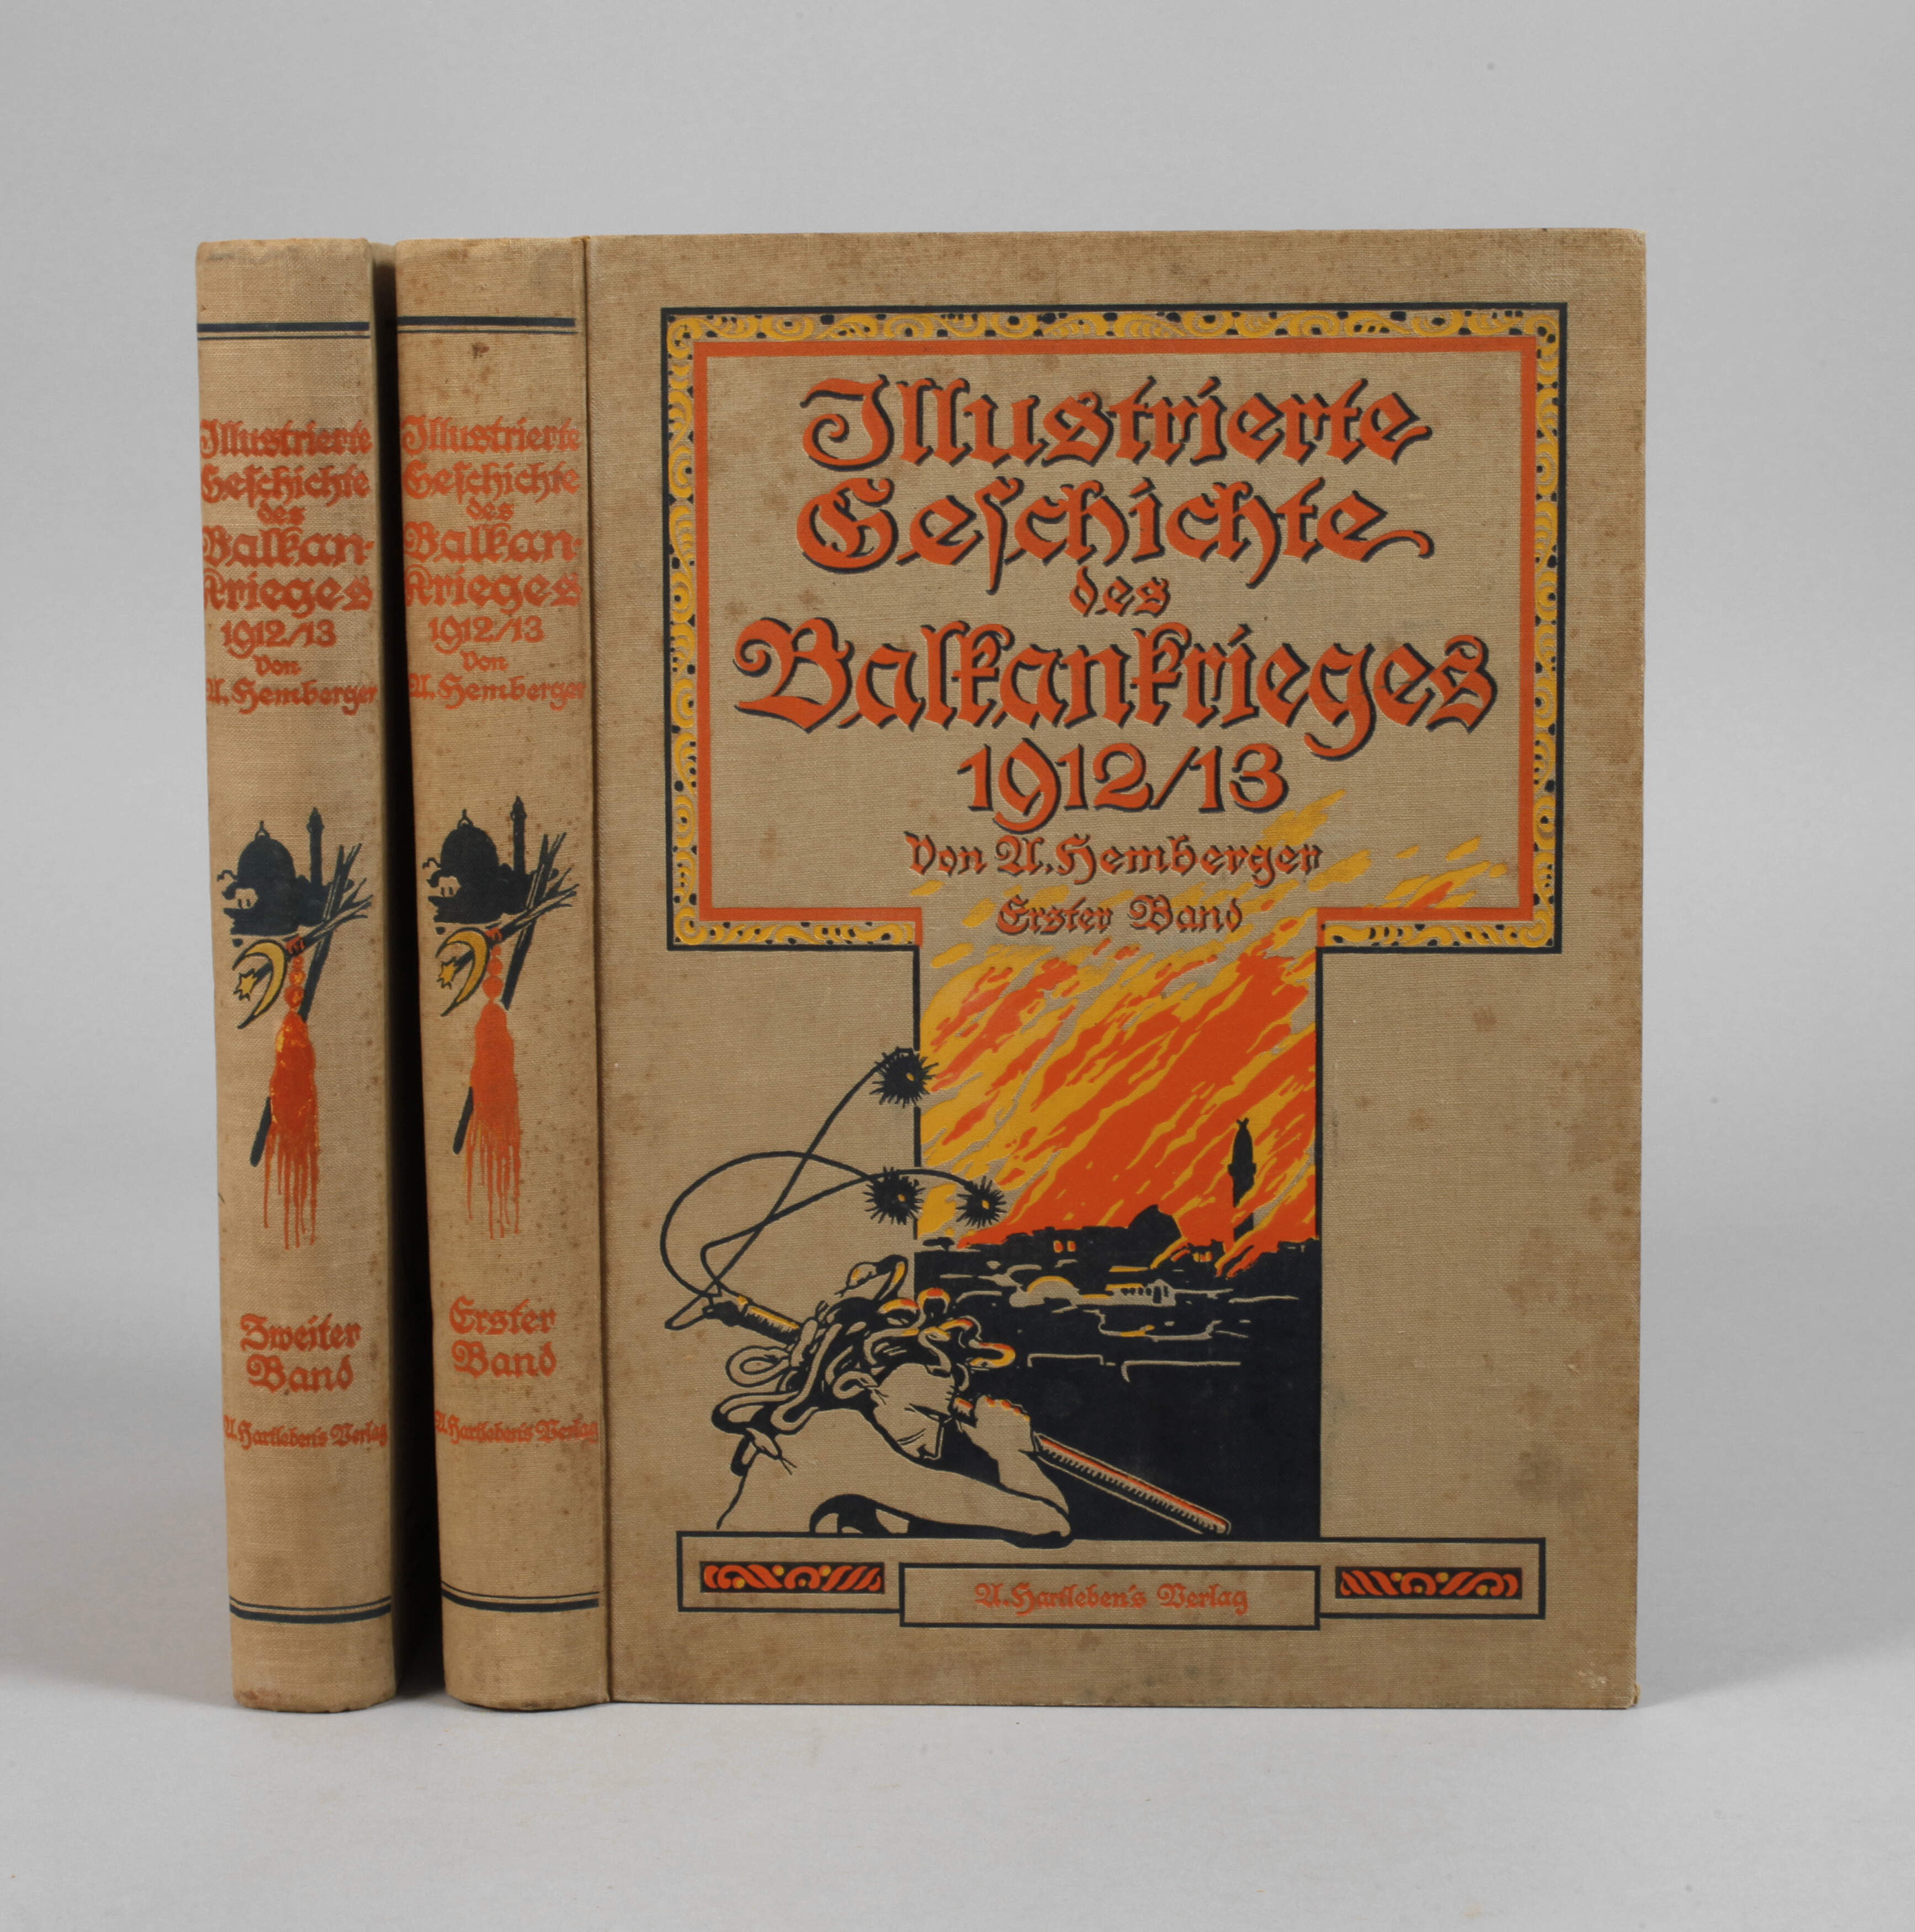 Illustrierte
Geschichte
des
Balkan-
krieges
1912/13
Von
A. Hemberger
Zweiter
Band
A. Hartleben's Verlag
Illustrierte
Geschichte
des
Balkan-
krieges
1912/13
Von
A. Hemberger
Erster
Band
A. Hartleben's Verlag
Illustrierte
Geschichte
des
Balkankrieges
1912/13
Von A. Hemberger
Erster Band
A. Hartleben's Verlag